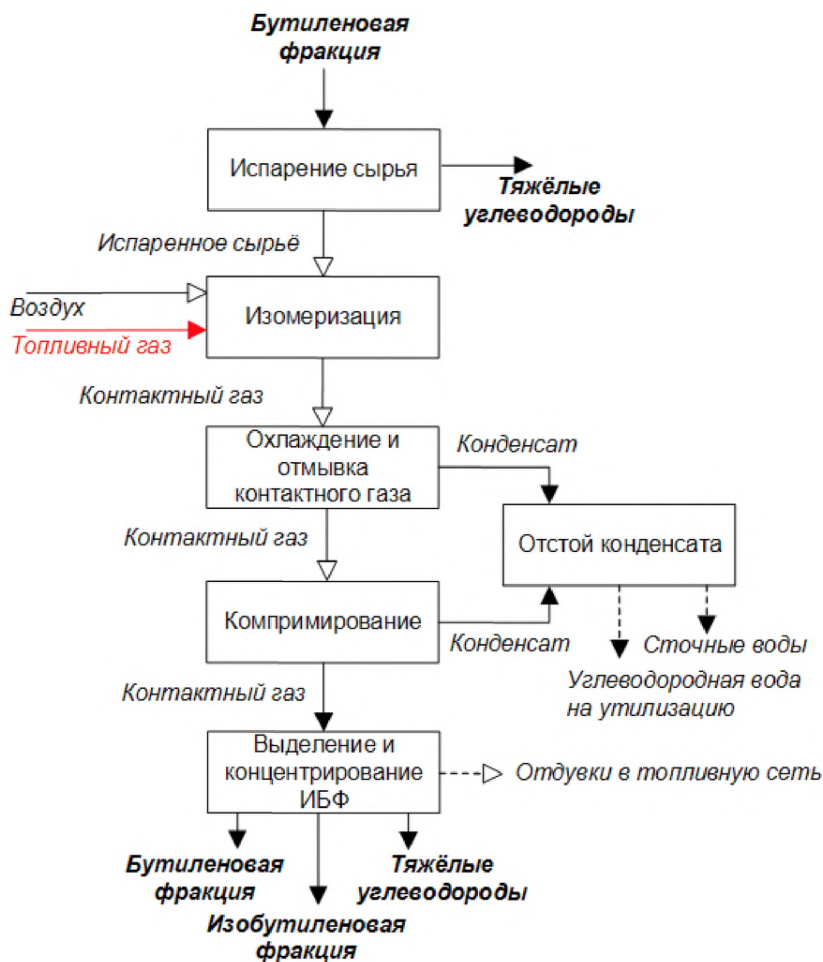 Бутиленовая
фракция
Испарение сырья
Тяжёлые
углеводороды
Испаренное сырьё
Воздух
Топливный газ
Изомеризация
Контактный газ
Охлаждение и
отмывка
контактного газа
Конденсат
Контактный газ
Отстой конденсата
Компримирование
Конденсат
Сточные воды
Углеводородная вода
на утилизацию
Контактный газ
Выделение и
концентрирование
ИБФ
Отдувки в топливную сеть
Бутиленовая
фракция
Тяжёлые
углеводороды
Изобутиленовая
фракция